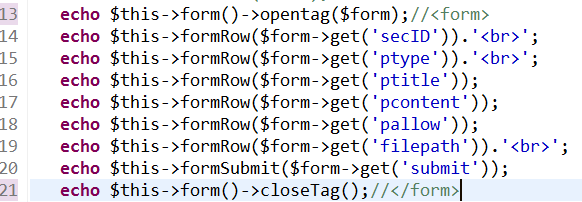 13 echo $this->form()->opentag($form);//<form>
14 echo $this->formRow($form->get('secID')).'<br>';
15 echo $this->formRow($form->get('ptype')).'<br>';
16 echo $this->formRow($form->get('ptitle'));
17 echo $this->formRow($form->get('pcontent'));
18 echo $this->formRow($form->get('pallow'));
19 echo $this->formRow($form->get('filepath')).'<br>';
20 echo $this->formSubmit($form->get('submit'));
21 echo $this->form()->closeTag();//</form>